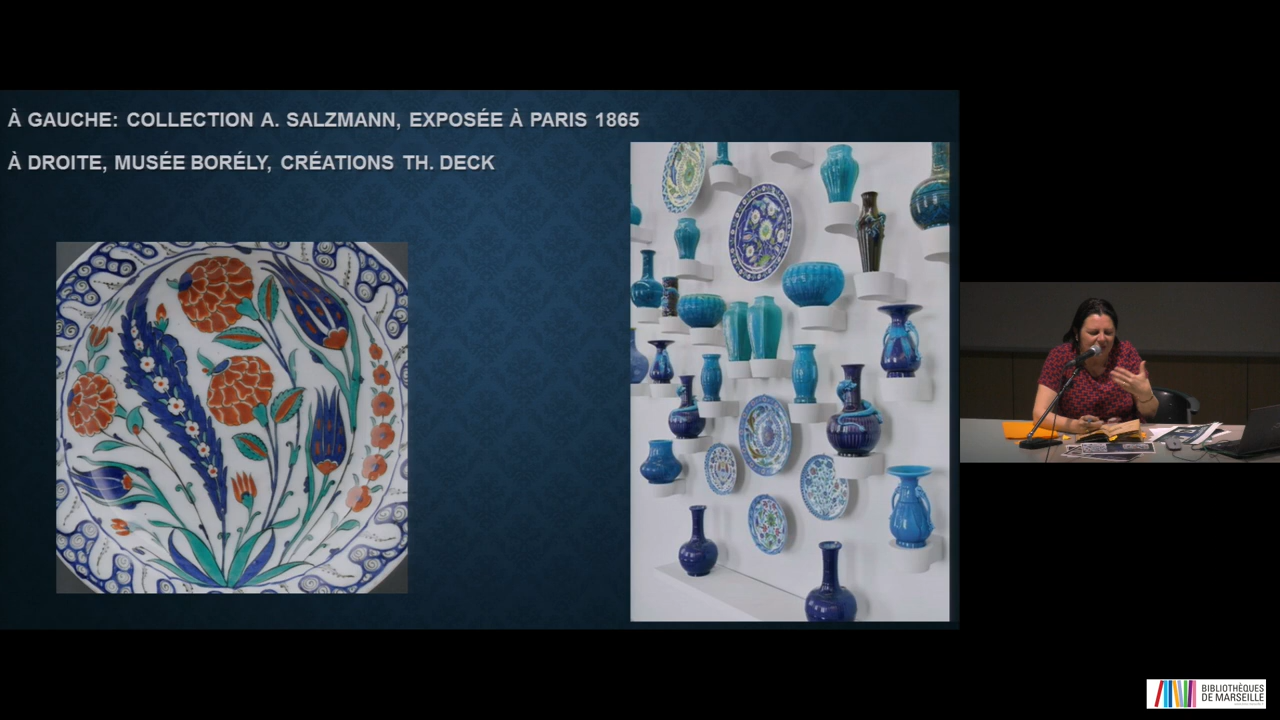 À GAUCHE: COLLECTION A. SALZMANN, EXPOSÉE À PARIS 1865
À DROITE, MUSÉE BORÉLY, CRÉATIONS TH. DECK
BIBLIOTHÈQUES
DE MARSEILLE